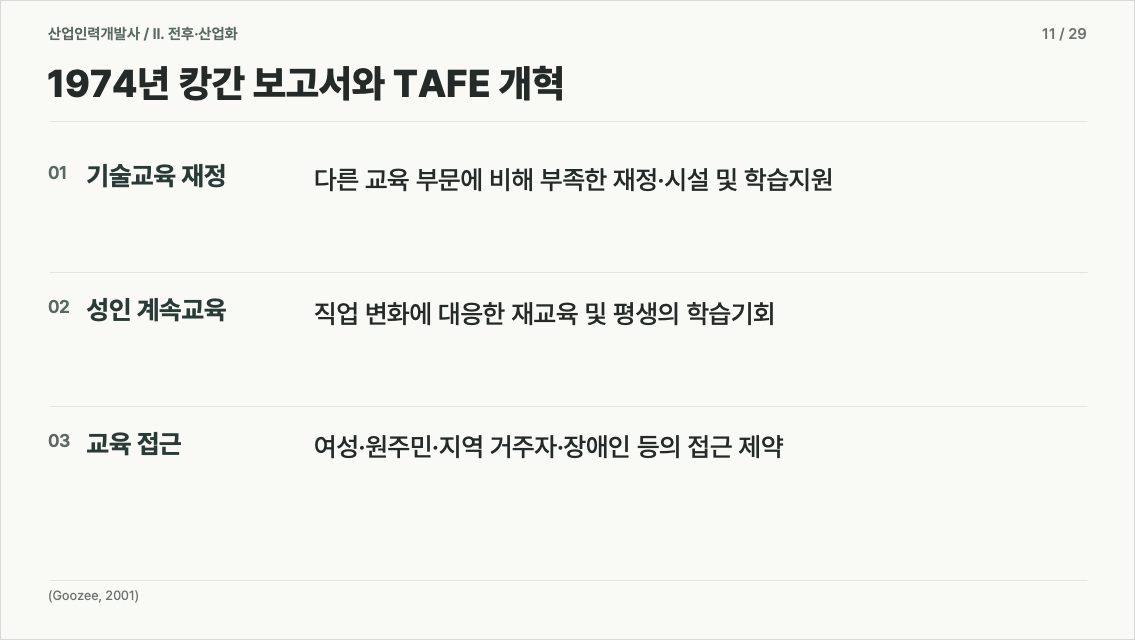 산업인력개발사 / II. 전후·산업화
11 / 29
1974년 캉간 보고서와 TAFE 개혁
01 기술교육 재정 다른 교육 부문에 비해 부족한 재정·시설 및 학습지원
02 성인 계속교육 직업 변화에 대응한 재교육 및 평생의 학습기회
03 교육 접근 여성·원주민·지역 거주자·장애인 등의 접근 제약
(Goozee, 2001)